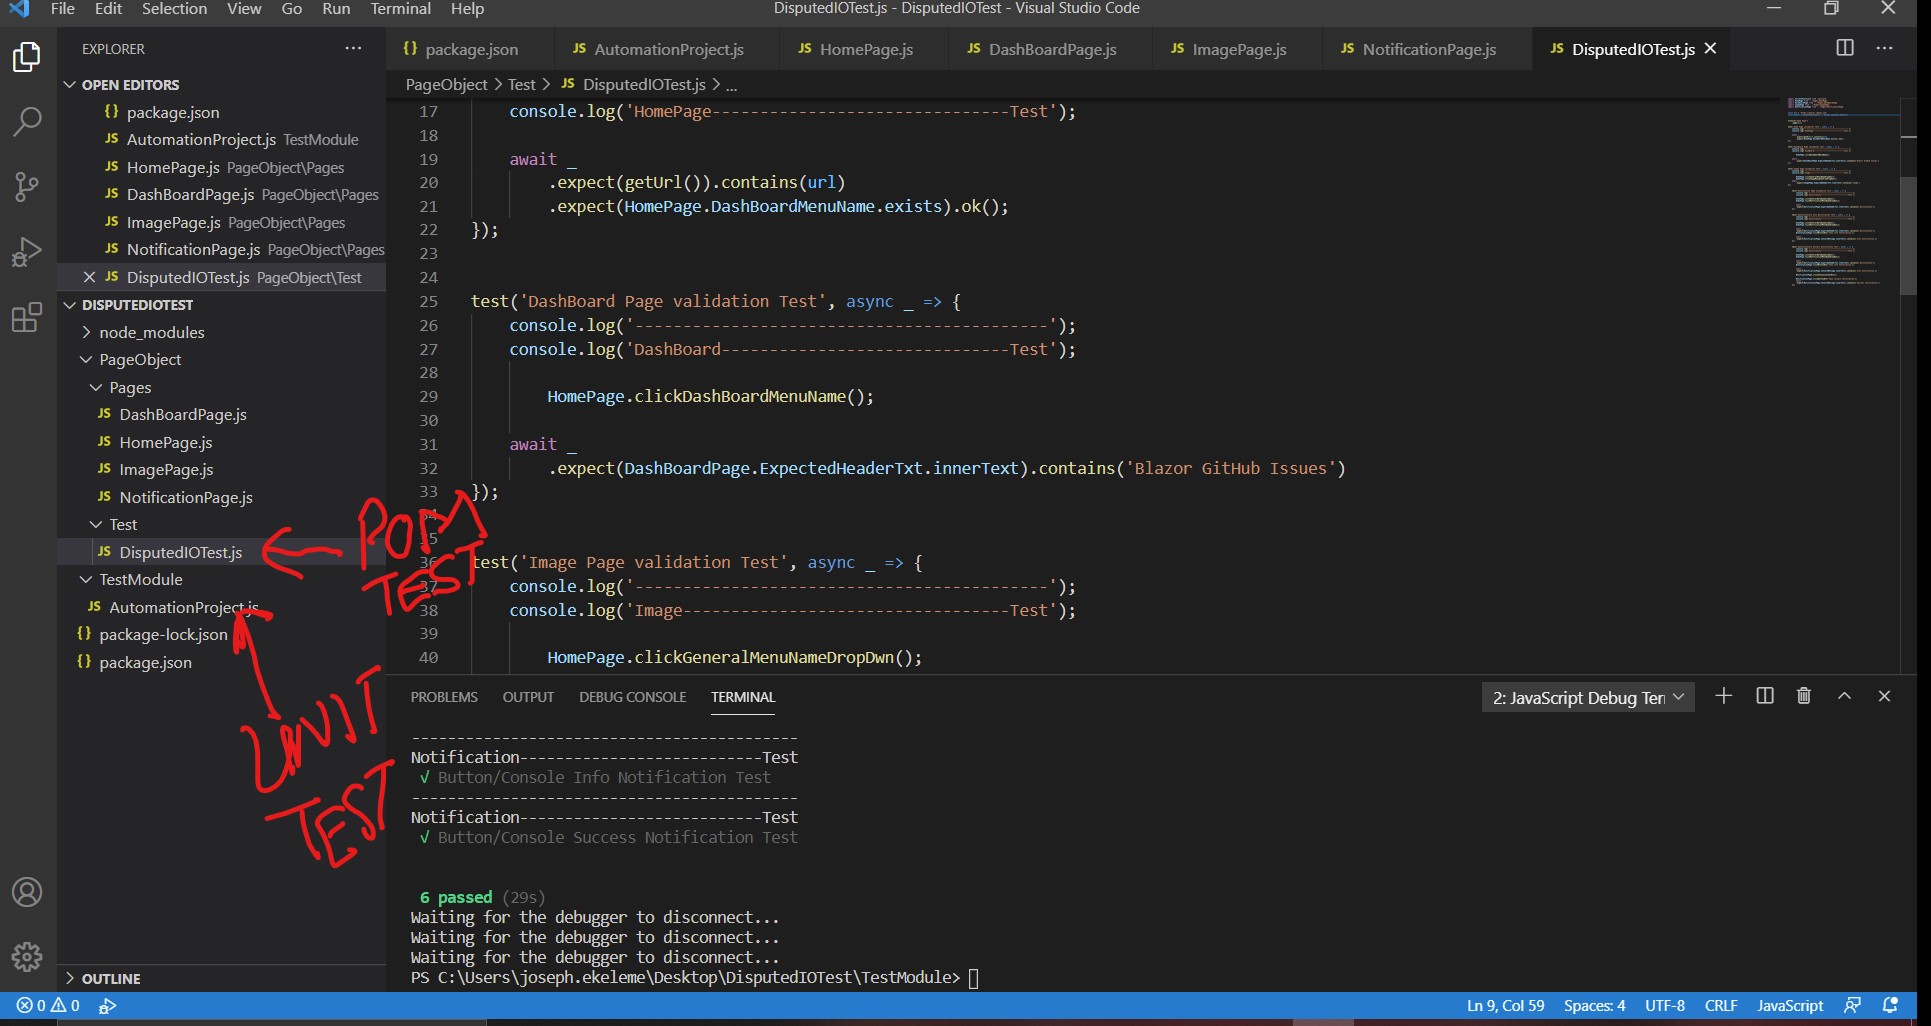 File Edit Selection View Go Run Terminal Help
DisputedIOTest.js - DisputedIOTest - Visual Studio Code
EXPLORER ...
OPEN EDITORS
{} package.json
JS AutomationProject.js TestModule
JS HomePage.js PageObject\Pages
JS DashBoardPage.js PageObject\Pages
JS ImagePage.js PageObject\Pages
JS NotificationPage.js PageObject\Pages
JS DisputedIOTest.js PageObject\Test
DISPUTEDIOTEST
node_modules
PageObject
Pages
JS DashBoardPage.js
JS HomePage.js
JS ImagePage.js
JS NotificationPage.js
Test
JS DisputedIOTest.js
TestModule
JS AutomationProject.js
{} package-lock.json
{} package.json
OUTLINE
POM
TEST
UNIT
TEST
{} package.json JS AutomationProject.js JS HomePage.js JS DashBoardPage.js JS ImagePage.js JS NotificationPage.js JS DisputedIOTest.js
PageObject > Test > JS DisputedIOTest.js > ...
17 console.log('HomePage-------------------------------Test');
18
19 await _
20 .expect(getUrl()).contains(url)
21 .expect(HomePage.DashBoardMenuName.exists).ok();
22 });
23
24
25 test('DashBoard Page validation Test', async _ => {
26 console.log('-------------------------------------------');
27 console.log('DashBoard------------------------------Test');
28
29 HomePage.clickDashBoardMenuName();
30
31 await _
32 .expect(DashBoardPage.ExpectedHeaderTxt.innerText).contains('Blazor GitHub Issues')
33 });
34
35
36 test('Image Page validation Test', async _ => {
37 console.log('-------------------------------------------');
38 console.log('Image----------------------------------Test');
39
40 HomePage.clickGeneralMenuNameDropDwn();
PROBLEMS OUTPUT DEBUG CONSOLE TERMINAL
2: JavaScript Debug Ter
-------------------------------------------
Notification---------------------------Test
√ Button/Console Info Notification Test
-------------------------------------------
Notification---------------------------Test
√ Button/Console Success Notification Test
6 passed (29s)
Waiting for the debugger to disconnect...
Waiting for the debugger to disconnect...
Waiting for the debugger to disconnect...
PS C:\Users\joseph.ekeleme\Desktop\DisputedIOTest\TestModule>
0 0
Ln 9, Col 59 Spaces: 4 UTF-8 CRLF JavaScript